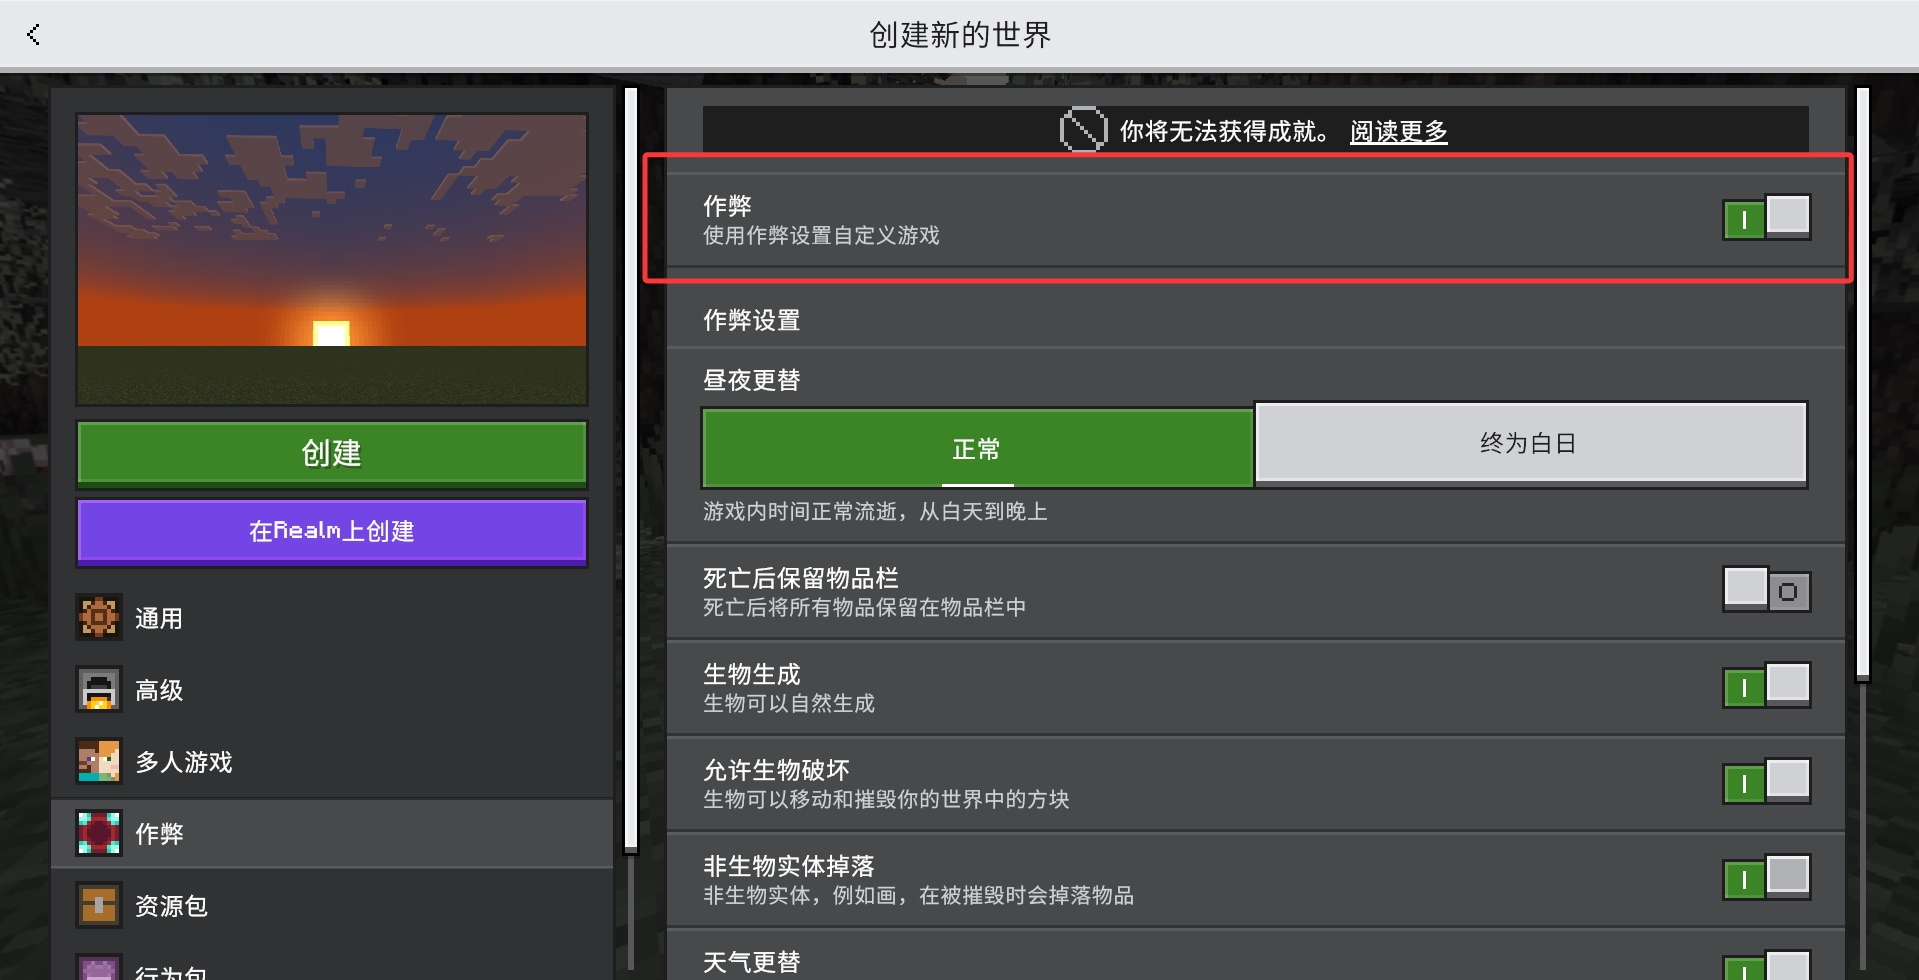 创建新的世界
你将无法获得成就。 阅读更多
作弊
使用作弊设置自定义游戏
作弊设置
昼夜更替
正常
终为白日
游戏内时间正常流逝，从白天到晚上
死亡后保留物品栏
死亡后将所有物品保留在物品栏中
生物生成
生物可以自然生成
允许生物破坏
生物可以移动和摧毁你的世界中的方块
非生物实体掉落
非生物实体，例如画，在被摧毁时会掉落物品
天气更替
创建
在Realm上创建
通用
高级
多人游戏
作弊
资源包
行为包